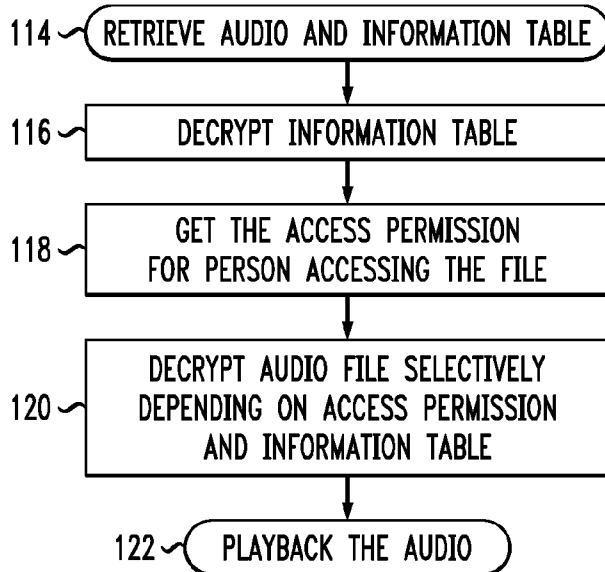 114 RETRIEVE AUDIO AND INFORMATION TABLE
116 DECRYPT INFORMATION TABLE
GET THE ACCESS PERMISSION
118 FOR PERSON ACCESSING THE FILE
DECRYPT AUDIO FILE SELECTIVELY
120 DEPENDING ON ACCESS PERMISSION
AND INFORMATION TABLE
122 PLAYBACK THE AUDIO